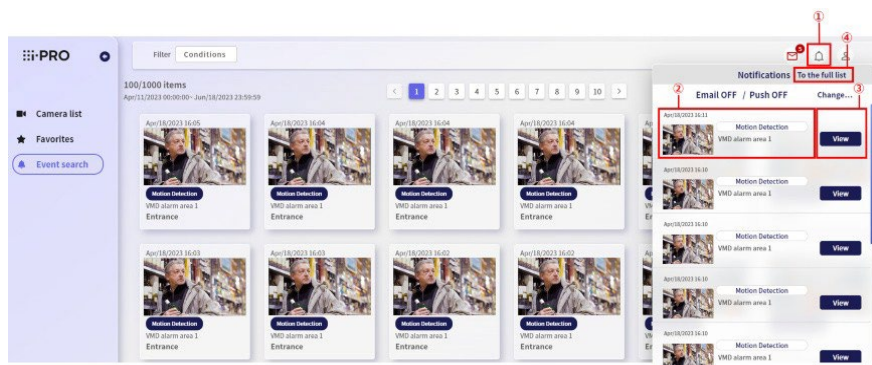 ①
④
i-PRO
Filter Conditions
3
Notifications To the full list
②
③
Email OFF / Push OFF Change...
100/1000 items
Apr/11/2023 00:00:00~ Jun/18/2023 23:59:59
< 1 2 3 4 5 6 7 8 9 10 >
Camera list
Favorites
Event search
Apr/18/2023 16:05
Motion Detection
VMD alarm area 1
Entrance
Apr/18/2023 16:04
Motion Detection
VMD alarm area 1
Entrance
Apr/18/2023 16:04
Motion Detection
VMD alarm area 1
Entrance
Apr/18/2023 16:04
Motion Detection
VMD alarm area 1
Entrance
Apr/18/2023 16:03
Motion Detection
VMD alarm area 1
Entrance
Apr/18/2023 16:03
Motion Detection
VMD alarm area 1
Entrance
Apr/18/2023 16:02
Motion Detection
VMD alarm area 1
Entrance
Apr/18/2023 16:02
Motion Detection
VMD alarm area 1
Entrance
Apr/18/2023 16:11
Motion Detection
VMD alarm area 1
View
Apr/18/2023 16:10
Motion Detection
VMD alarm area 1
View
Apr/18/2023 16:10
Motion Detection
VMD alarm area 1
View
Apr/18/2023 16:10
Motion Detection
VMD alarm area 1
View
Apr/18/2023 16:10
Motion Detection
VMD alarm area 1
View